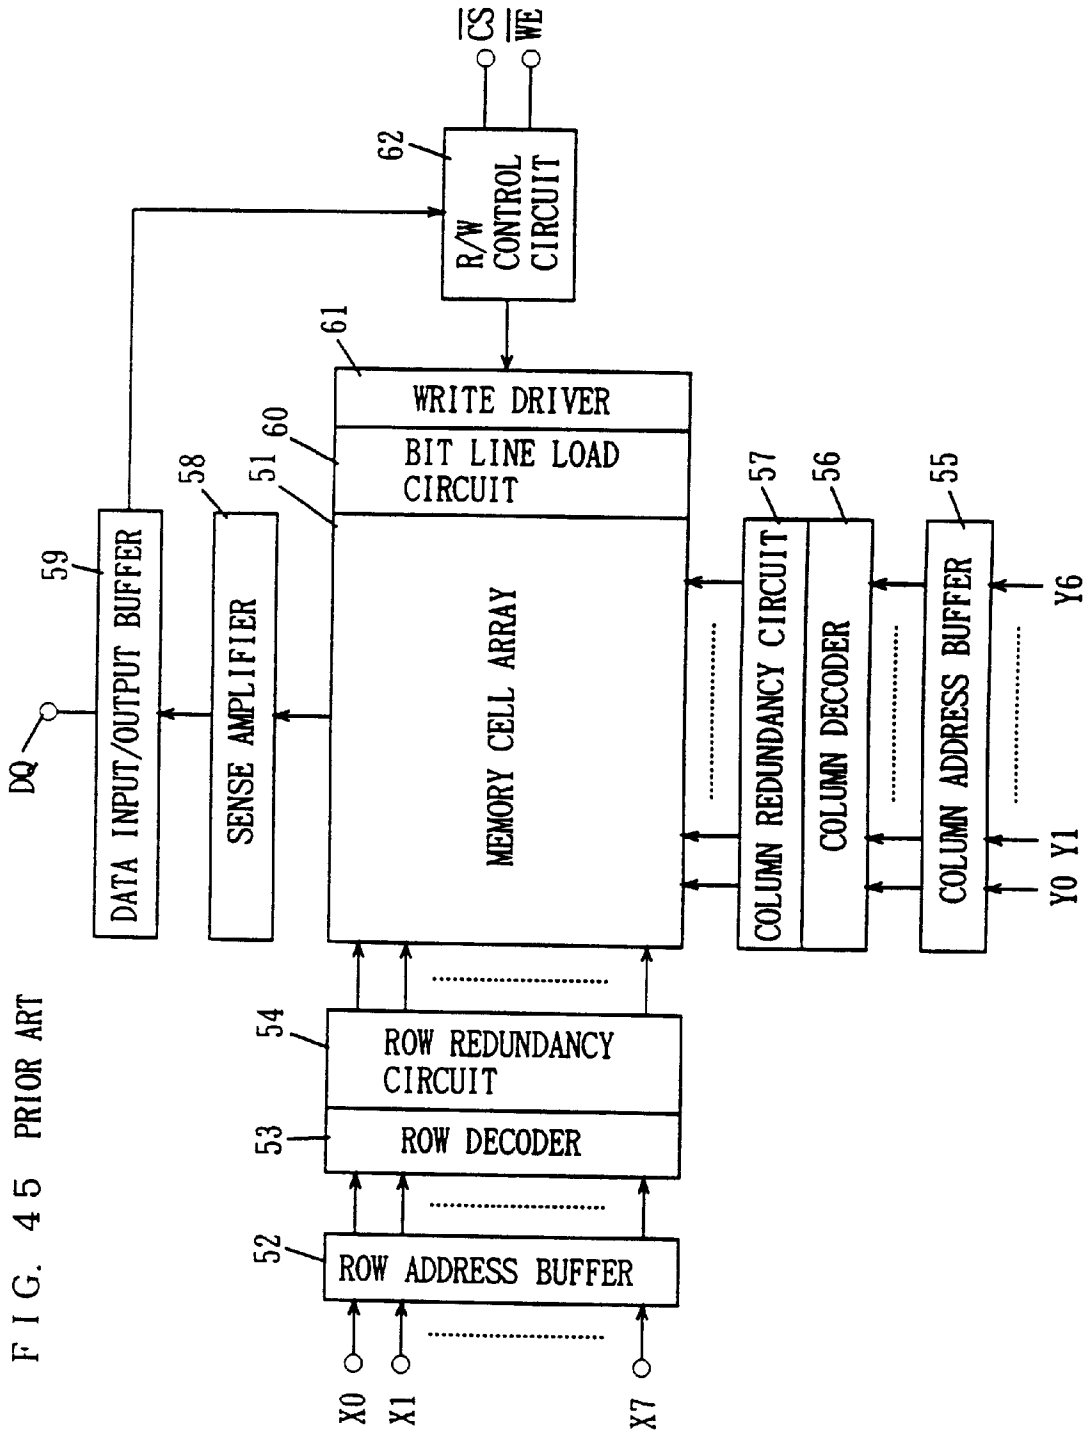 FIG. 45 PRIOR ART
DQ
59
DATA INPUT/OUTPUT BUFFER
58
SENSE AMPLIFIER
X0
X1
X7
52
ROW ADDRESS BUFFER
53
ROW DECODER
54
ROW REDUNDANCY
CIRCUIT
51
MEMORY CELL ARRAY
60
BIT LINE LOAD
CIRCUIT
61
WRITE DRIVER
62
R/W
CONTROL
CIRCUIT
CS
WE
57
COLUMN REDUNDANCY CIRCUIT
56
COLUMN DECODER
55
COLUMN ADDRESS BUFFER
Y0 Y1
Y6